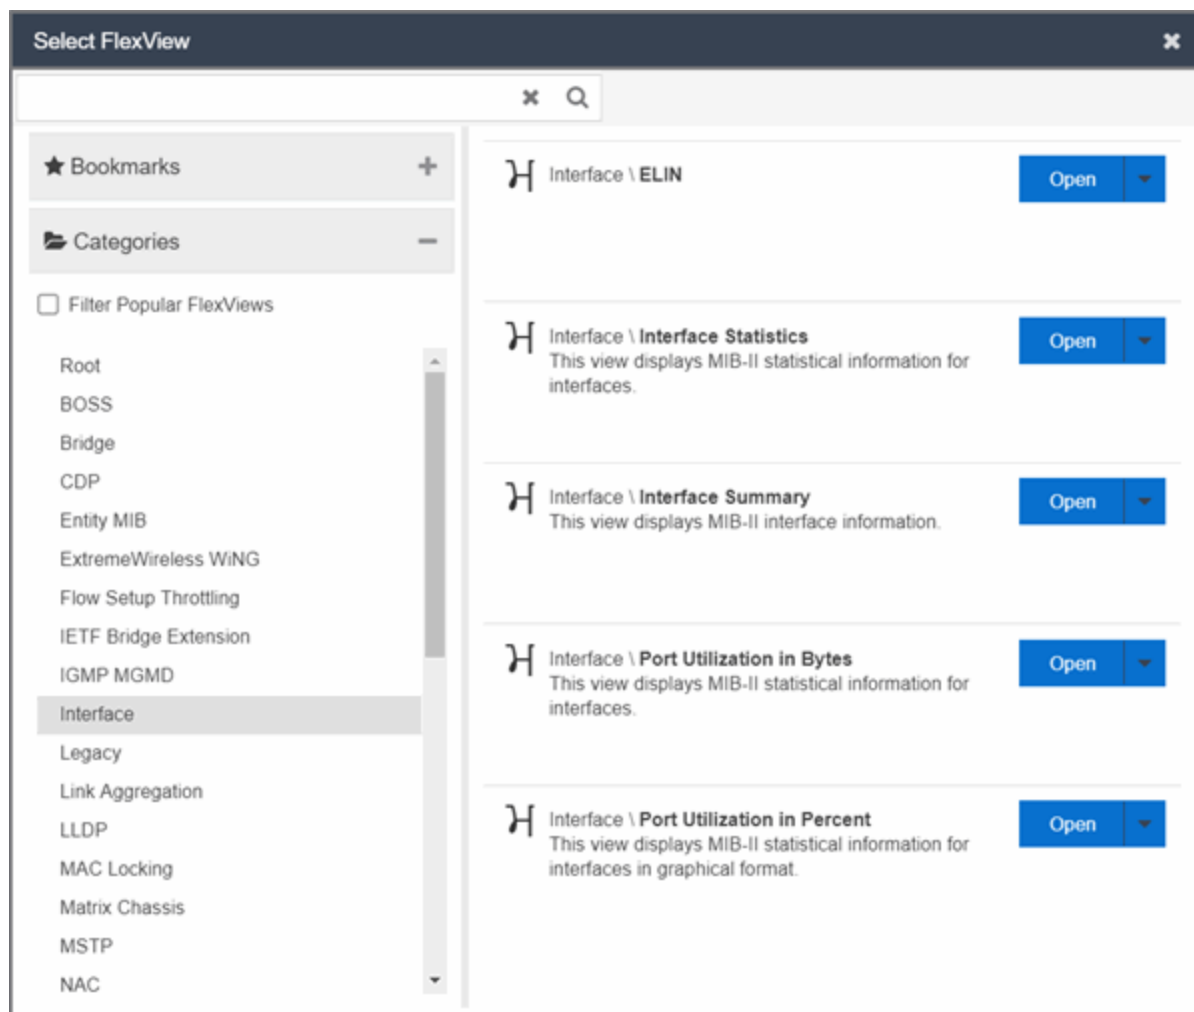 Select FlexView
Bookmarks
Categories
Filter Popular FlexViews
Root
BOSS
Bridge
CDP
Entity MIB
ExtremeWireless WiNG
Flow Setup Throttling
IETF Bridge Extension
IGMP MGMD
Interface
Legacy
Link Aggregation
LLDP
MAC Locking
Matrix Chassis
MSTP
NAC
Interface \ ELIN
Open
Interface \ Interface Statistics
This view displays MIB-II statistical information for
interfaces.
Open
Interface \ Interface Summary
This view displays MIB-II interface information.
Open
Interface \ Port Utilization in Bytes
This view displays MIB-II statistical information for
interfaces.
Open
Interface \ Port Utilization in Percent
This view displays MIB-II statistical information for
interfaces in graphical format.
Open